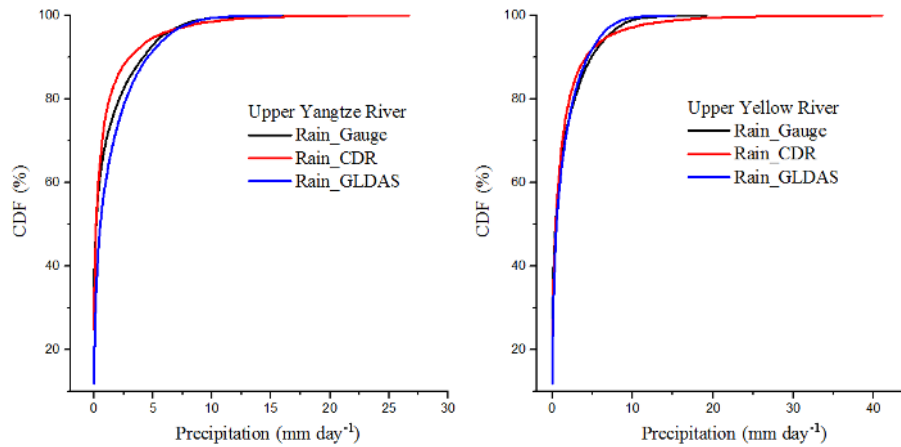 100
80
60
40
20
CDF (%)
Upper Yangtze River
Rain_Gauge
Rain_CDR
Rain_GLDAS
0 5 10 15 20 25 30
Precipitation (mm day⁻¹)
100
80
60
40
20
CDF (%)
Upper Yellow River
Rain_Gauge
Rain_CDR
Rain_GLDAS
0 10 20 30 40
Precipitation (mm day⁻¹)